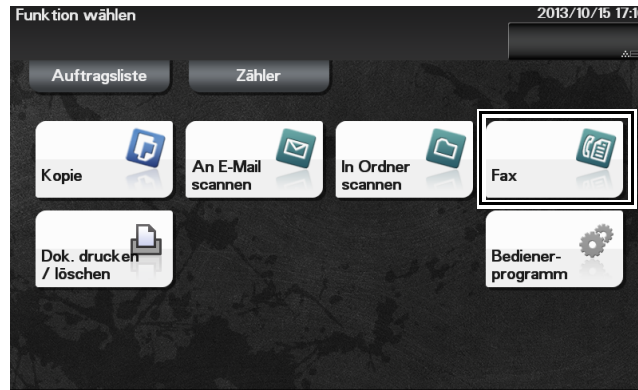 Funktion wählen
2013/10/15 17:1
Auftragsliste
Zähler
Kopie
An E-Mail
scannen
In Ordner
scannen
Fax
Dok. drucken
/ löschen
Bediener-
programm